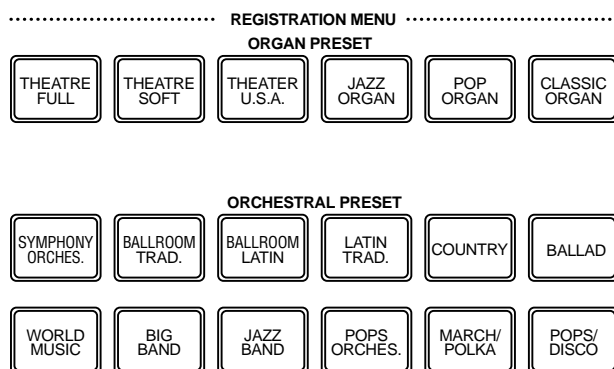 REGISTRATION MENU
ORGAN PRESET
THEATRE
FULL
THEATRE
SOFT
THEATER
U.S.A.
JAZZ
ORGAN
POP
ORGAN
CLASSIC
ORGAN
ORCHESTRAL PRESET
SYMPHONY
ORCHES.
BALLROOM
TRAD.
BALLROOM
LATIN
LATIN
TRAD.
COUNTRY
BALLAD
WORLD
MUSIC
BIG
BAND
JAZZ
BAND
POPS
ORCHES.
MARCH/
POLKA
POPS/
DISCO